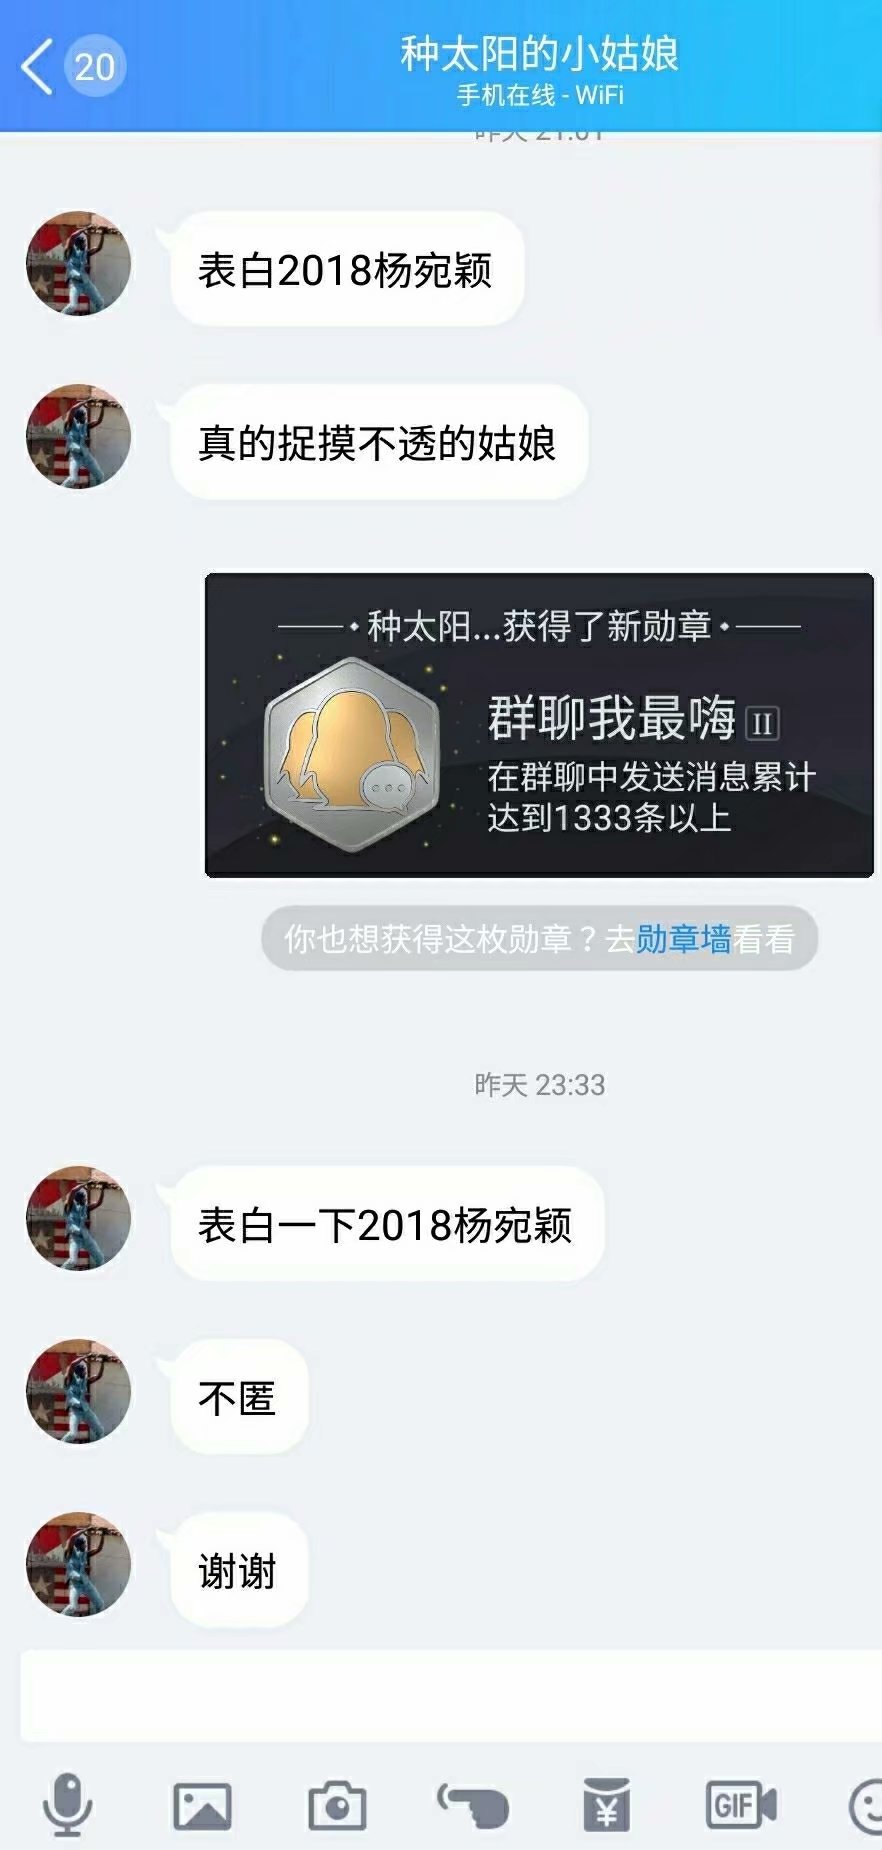 20
种太阳的小姑娘
手机在线 - WiFi
昨天 21:01
表白2018杨宛颖
真的捉摸不透的姑娘
种太阳...获得了新勋章
群聊我最嗨 II
在群聊中发送消息累计
达到1333条以上
你也想获得这枚勋章？去勋章墙看看
昨天 23:33
表白一下2018杨宛颖
不匿
谢谢
¥
GIF